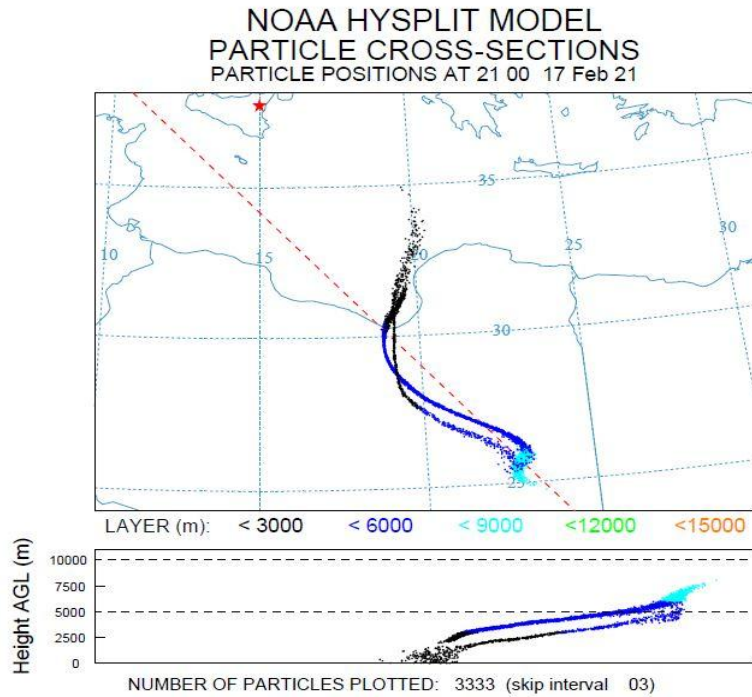 NOAA HYSPLIT MODEL
PARTICLE CROSS-SECTIONS
PARTICLE POSITIONS AT 21 00 17 Feb 21
35
30
10
15
20
25
30
25
LAYER (m): < 3000 < 6000 < 9000 <12000 <15000
Height AGL (m)
10000
7500
5000
2500
0
NUMBER OF PARTICLES PLOTTED: 3333 (skip interval 03)